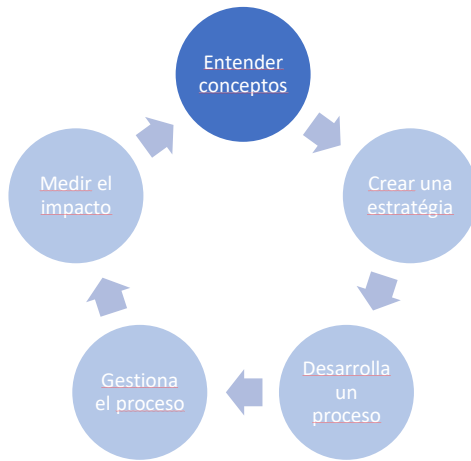 Entender
conceptos
Crear una
estratégia
Desarrolla
un
proceso
Gestiona
el proceso
Medir el
impacto